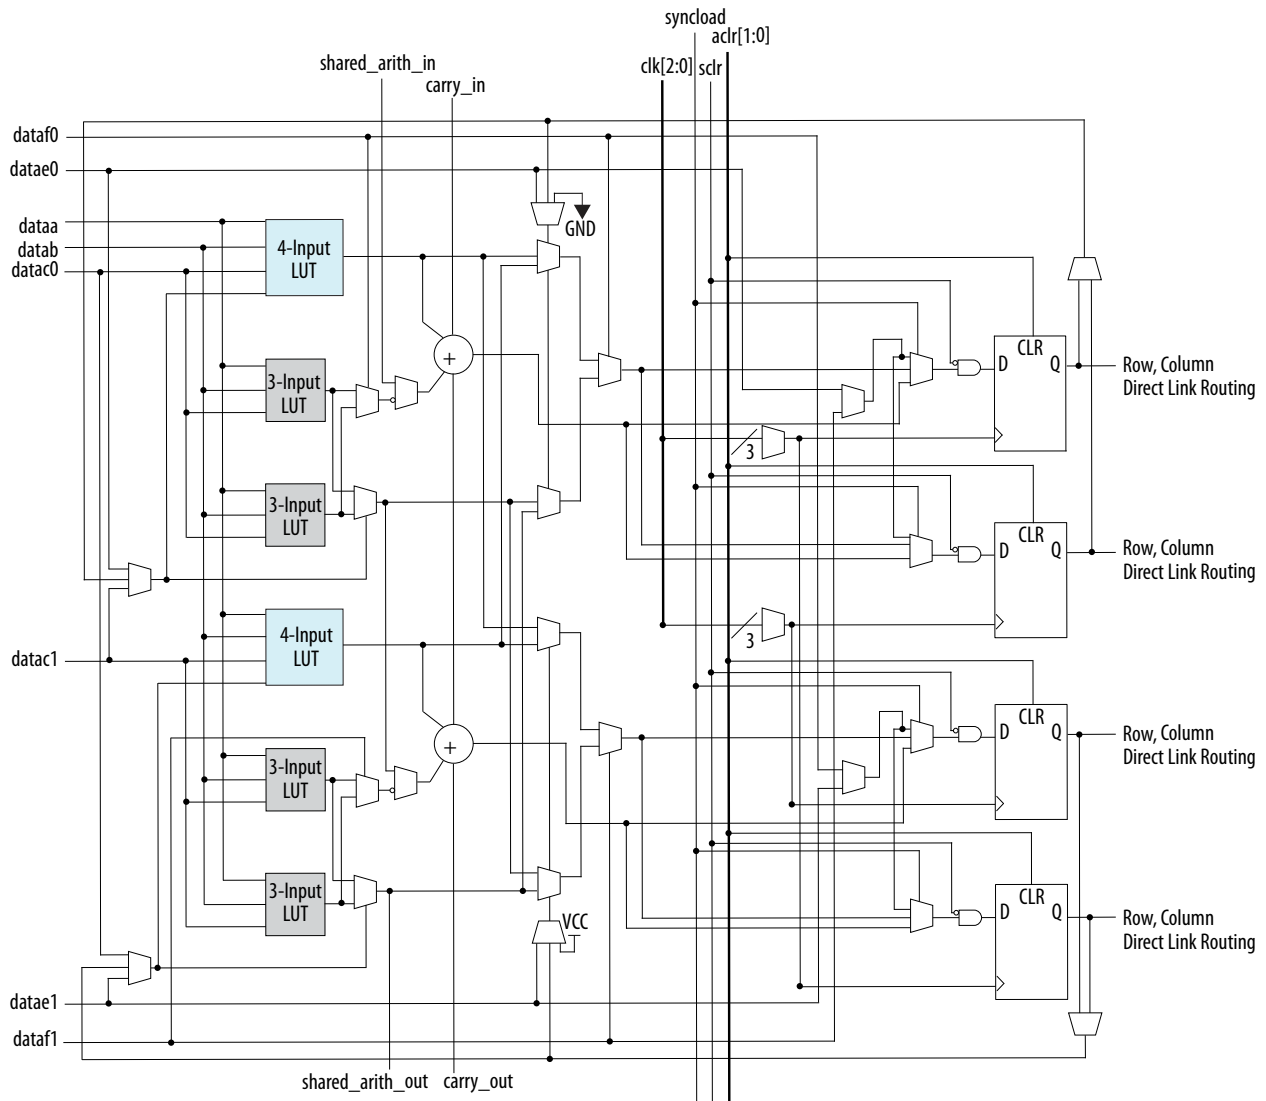 syncload
aclr[1:0]
shared_arith_in
clk[2:0]
sclr
carry_in
dataf0
datae0
dataa
datab
datac0
4-Input
LUT
GND
3-Input
LUT
+
CLR
D
Q
Row, Column
Direct Link Routing
3
3-Input
LUT
CLR
D
Q
Row, Column
Direct Link Routing
4-Input
LUT
3
datac1
CLR
D
Q
Row, Column
Direct Link Routing
+
3-Input
LUT
3-Input
LUT
VCC
CLR
D
Q
Row, Column
Direct Link Routing
datae1
dataf1
shared_arith_out
carry_out